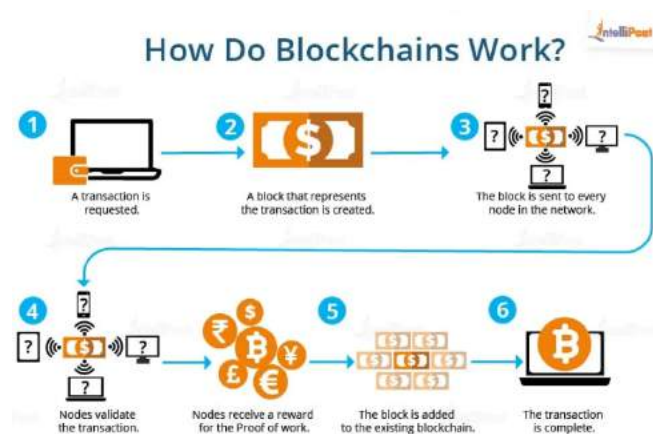 How Do Blockchains Work?
IntelliPaat
1
2
3
A transaction is
requested.
A block that represents
the transaction is created.
The block is sent to every
node in the network.
4
5
6
Nodes validate
the transaction.
Nodes receive a reward
for the Proof of work.
The block is added
to the existing blockchain.
The transaction
is complete.